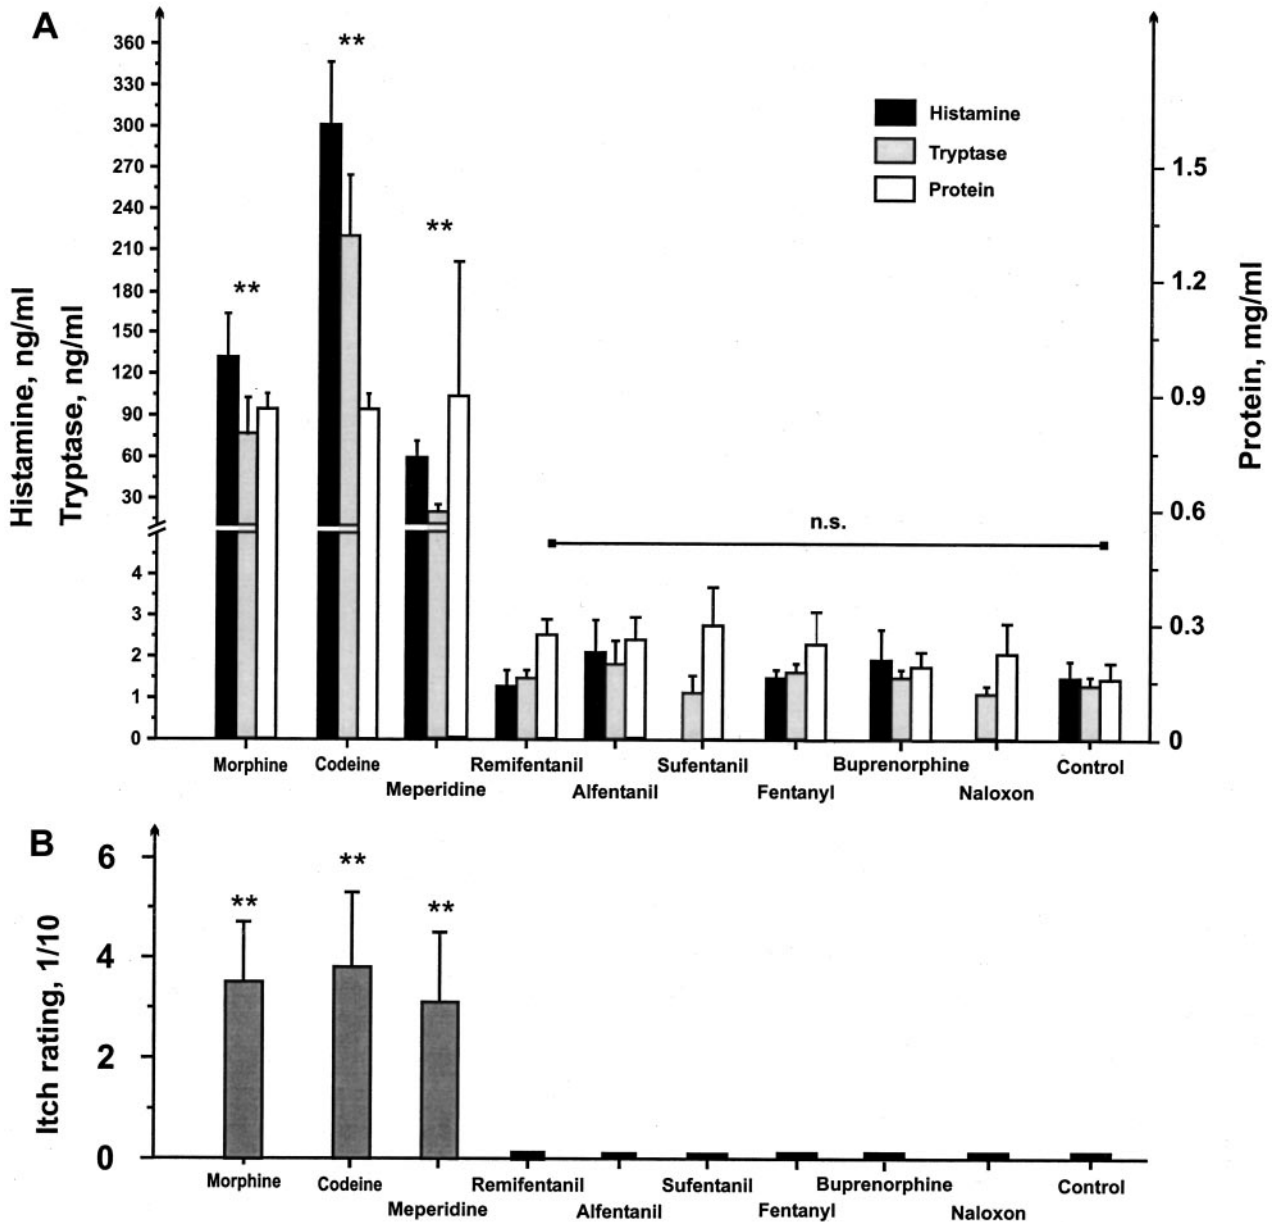 A
**
**
**
**
360
330
300
270
240
210
180
150
120
90
60
30
4
3
2
1
0
Histamine, ng/ml
Tryptase, ng/ml
Histamine
Tryptase
Protein
1.5
1.2
0.9
0.6
0.3
0
Protein, mg/ml
n.s.
Morphine Codeine Remifentanil Sufentanil Buprenorphine Control
Meperidine Alfentanil Fentanyl Naloxon
B
6
4
2
0
Itch rating, 1/10
**
**
**
Morphine Codeine Remifentanil Sufentanil Buprenorphine Control
Meperidine Alfentanil Fentanyl Naloxon